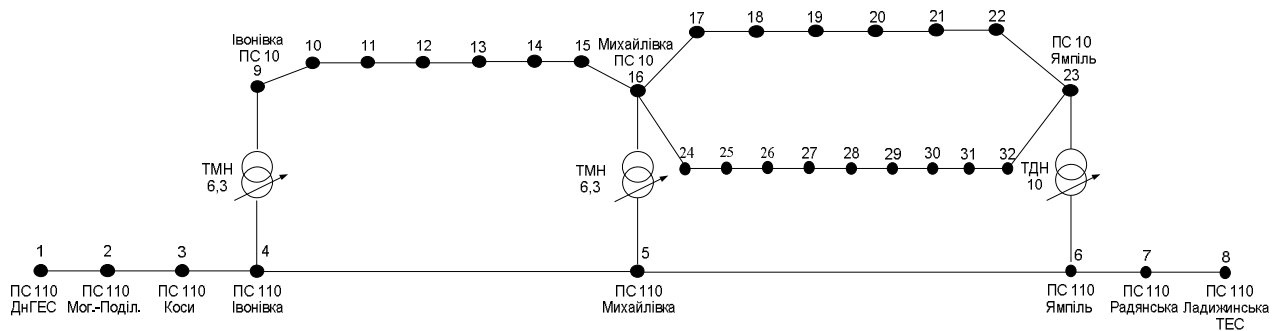 17
18
19
20
21
22
Івонівка
ПС 10
9
10
11
12
13
14
15
Михайлівка
ПС 10
16
ПС 10
Ямпіль
23
24
25
26
27
28
29
30
31
32
ТМН
6,3
ТМН
6,3
ТДН
10
1
2
3
4
5
6
7
8
ПС 110
ДнГЕС
ПС 110
Мог.-Поділ.
ПС 110
Коси
ПС 110
Івонівка
ПС 110
Михайлівка
ПС 110
Ямпіль
ПС 110
Радянська
ПС 110
Ладижинська
ТЕС